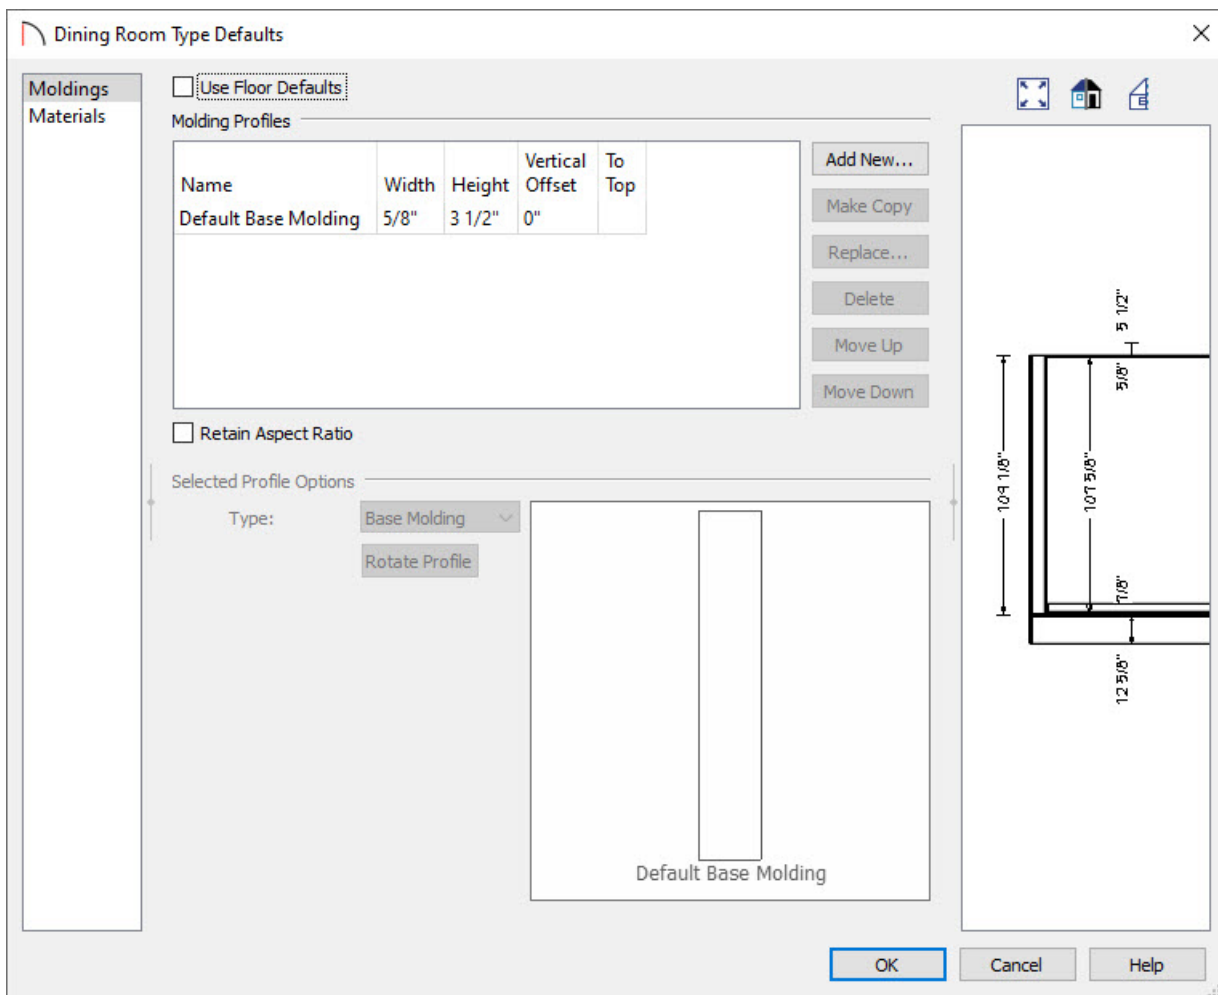 Dining Room Type Defaults
Moldings
Materials
Use Floor Defaults
Molding Profiles
Name Width Height Vertical Offset To Top
Default Base Molding 5/8" 3 1/2" 0"
Add New...
Make Copy
Replace...
Delete
Move Up
Move Down
Retain Aspect Ratio
Selected Profile Options
Type: Base Molding
Rotate Profile
Default Base Molding
5 1/2"
5/8"
109 1/8"
107 5/8"
7/8"
12 5/8"
OK Cancel Help